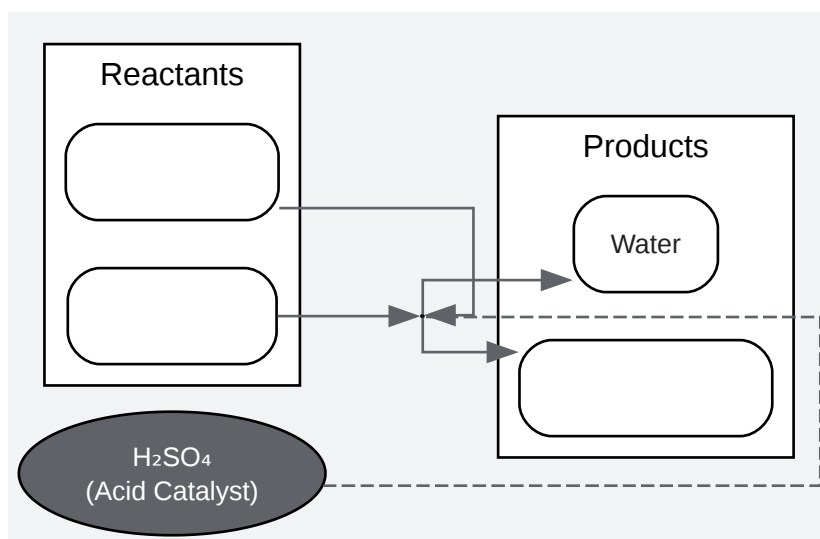 Reactants
Products
Water
H₂SO₄
(Acid Catalyst)